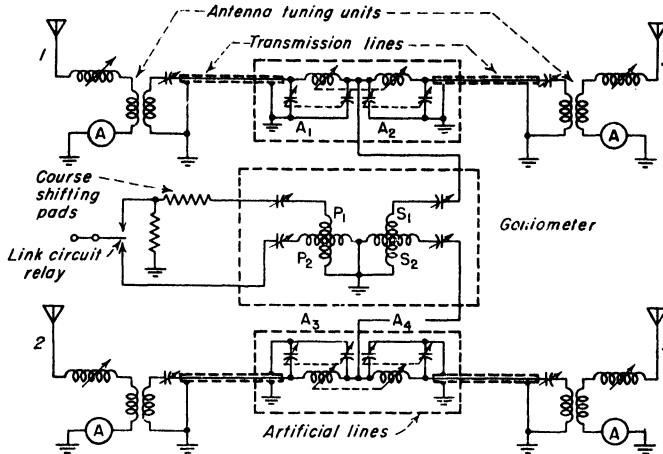 Antenna tuning units
1
Transmission lines
A
A1
A2
A
Course
shifting
pads
P1
S1
Goniometer
Link circuit
relay
P2
S2
2
A3
A4
A
Artificial lines
A